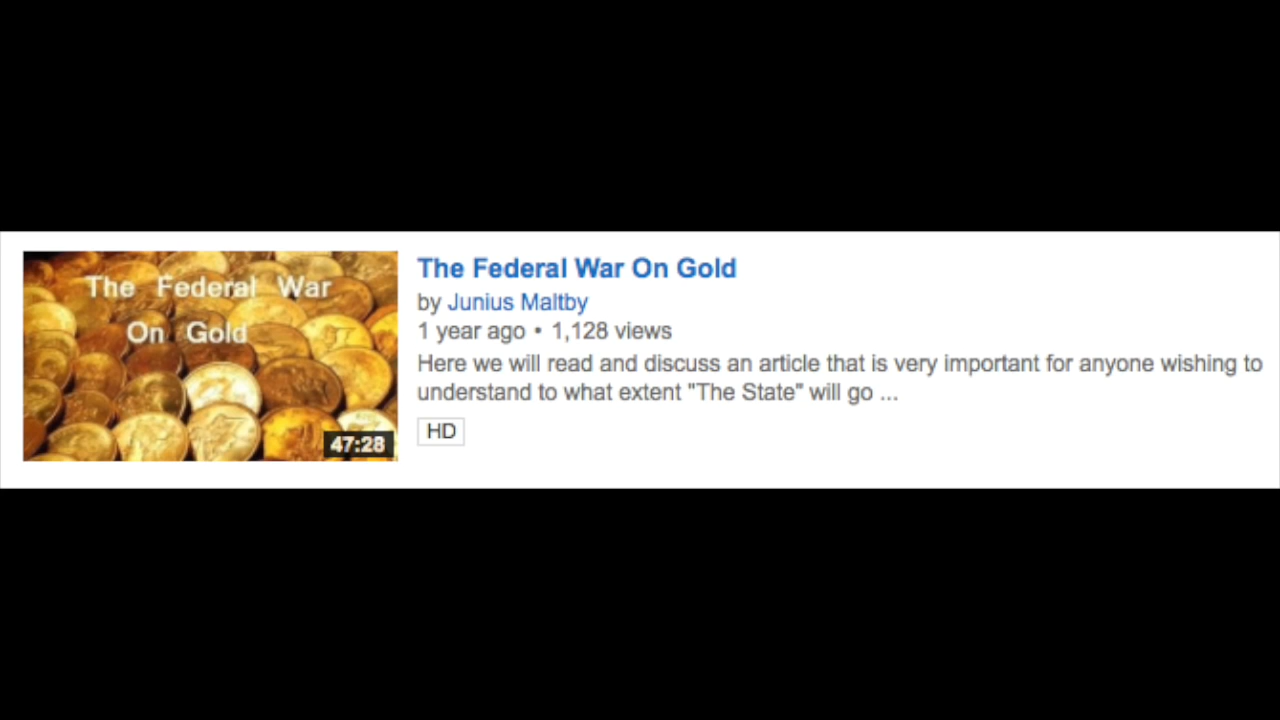 The Federal War
On Gold
47:28
The Federal War On Gold
by Junius Maltby
1 year ago • 1,128 views
Here we will read and discuss an article that is very important for anyone wishing to
understand to what extent "The State" will go ...
HD